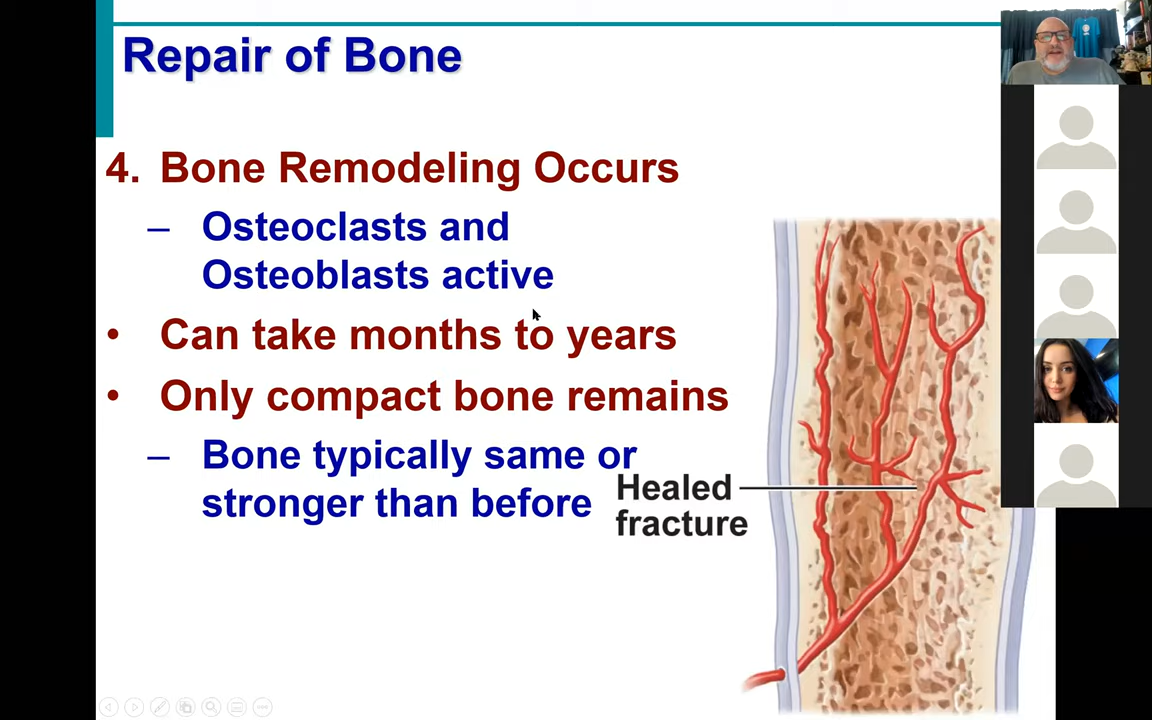 Repair of Bone
4. Bone Remodeling Occurs
– Osteoclasts and
Osteoblasts active
• Can take months to years
• Only compact bone remains
– Bone typically same or
stronger than before
Healed
fracture